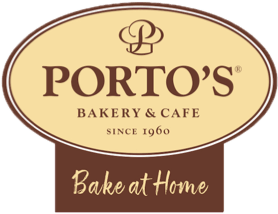 P
PORTO'S®
BAKERY & CAFE
SINCE 1960
Bake at Home